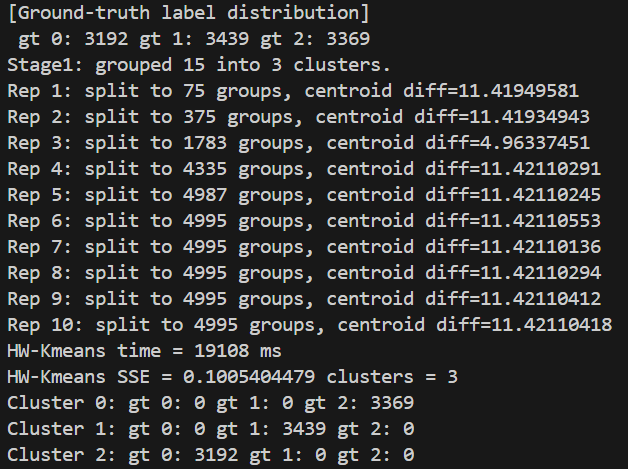 [Ground-truth label distribution]
 gt 0: 3192 gt 1: 3439 gt 2: 3369
Stage1: grouped 15 into 3 clusters.
Rep 1: split to 75 groups, centroid diff=11.41949581
Rep 2: split to 375 groups, centroid diff=11.41934943
Rep 3: split to 1783 groups, centroid diff=4.96337451
Rep 4: split to 4335 groups, centroid diff=11.42110291
Rep 5: split to 4987 groups, centroid diff=11.42110245
Rep 6: split to 4995 groups, centroid diff=11.42110553
Rep 7: split to 4995 groups, centroid diff=11.42110136
Rep 8: split to 4995 groups, centroid diff=11.42110294
Rep 9: split to 4995 groups, centroid diff=11.42110412
Rep 10: split to 4995 groups, centroid diff=11.42110418
HW-Kmeans time = 19108 ms
HW-Kmeans SSE = 0.1005404479 clusters = 3
Cluster 0: gt 0: 0 gt 1: 0 gt 2: 3369
Cluster 1: gt 0: 0 gt 1: 3439 gt 2: 0
Cluster 2: gt 0: 3192 gt 1: 0 gt 2: 0